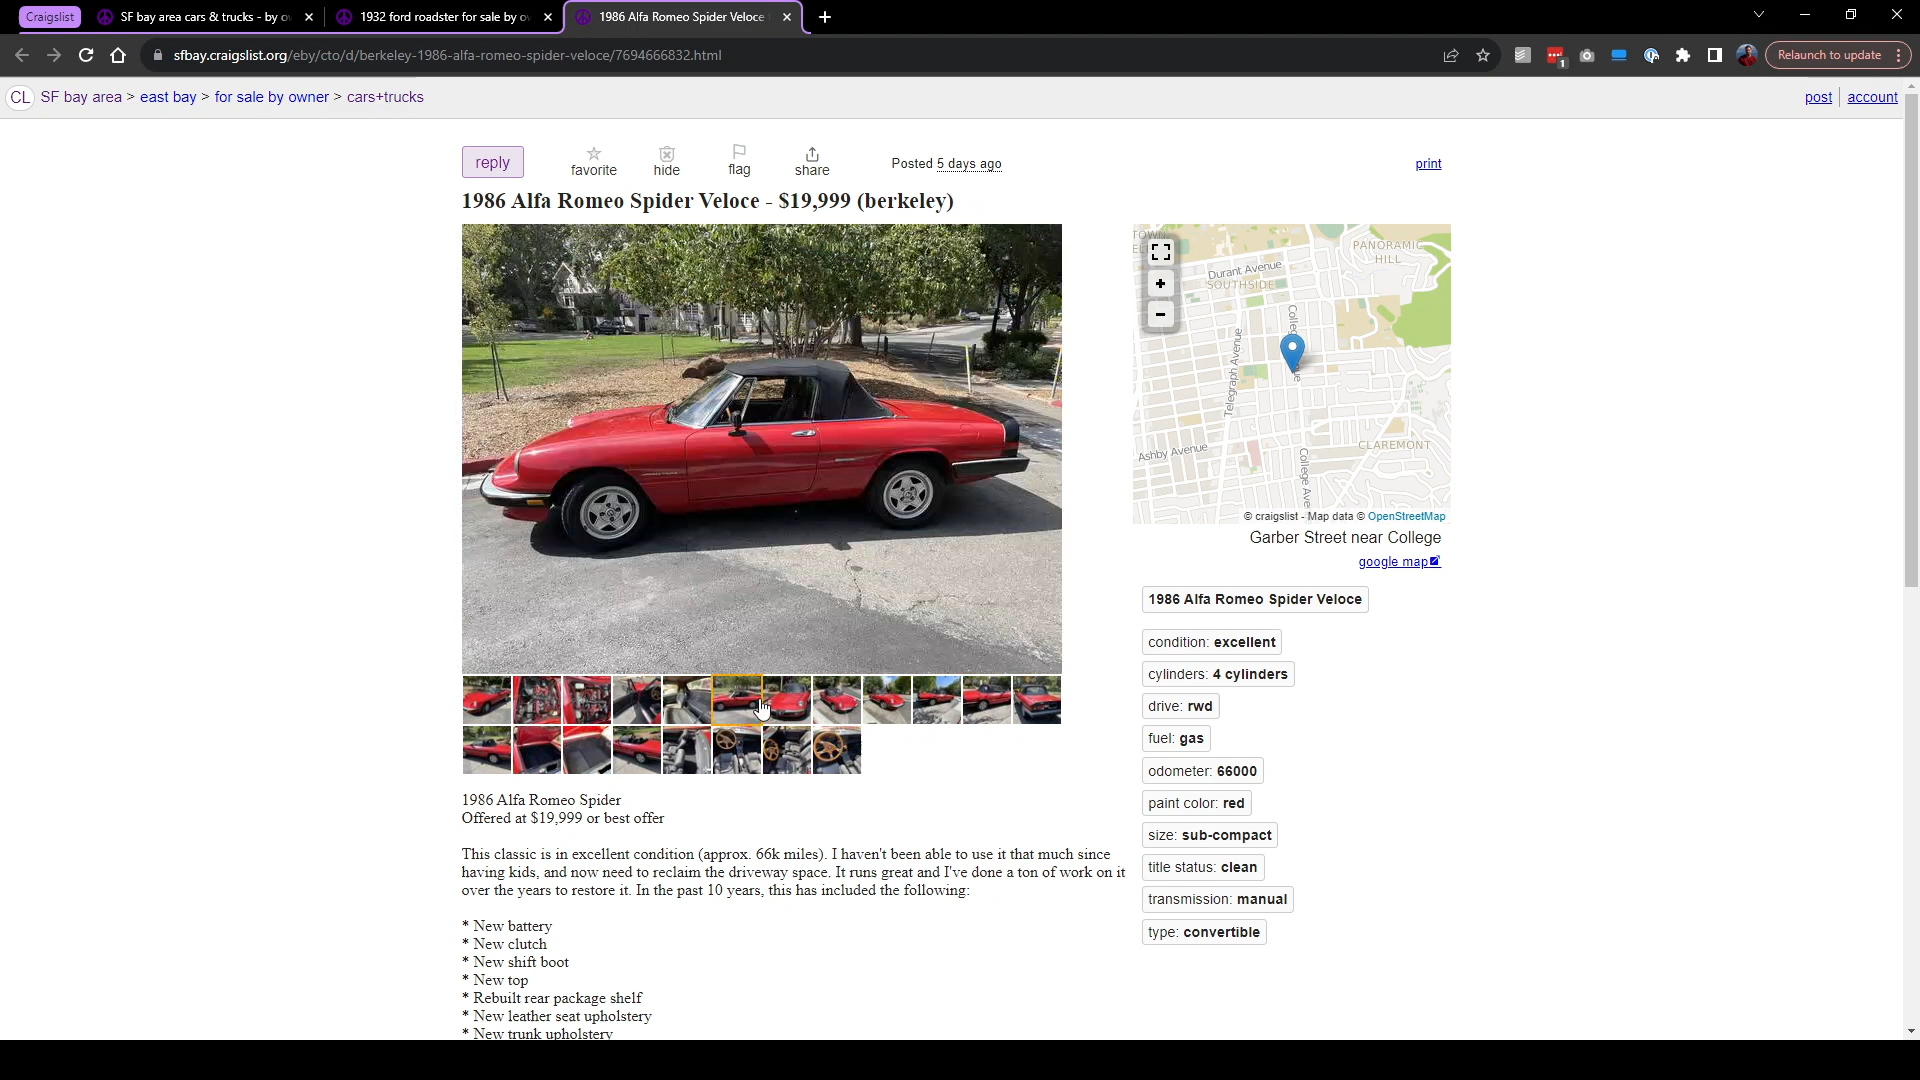 Craigslist
SF bay area cars & trucks - by o
1932 ford roadster for sale by o
1986 Alfa Romeo Spider Veloce
sfbay.craigslist.org/eby/cto/d/berkeley-1986-alfa-romeo-spider-veloce/7694666832.html
1
Relaunch to update
CL SF bay area > east bay > for sale by owner > cars+trucks
post account
reply
favorite
hide
flag
share
Posted 5 days ago
print
1986 Alfa Romeo Spider Veloce - $19,999 (berkeley)
TOWN
PANORAMIC
HILL
Durant Avenue
SOUTHSIDE
+
-
Telegraph Avenue
CLAREMONT
Ashby Avenue
College Ave
© craigslist - Map data © OpenStreetMap
Garber Street near College
google map
1986 Alfa Romeo Spider Veloce
condition: excellent
cylinders: 4 cylinders
drive: rwd
fuel: gas
odometer: 66000
paint color: red
size: sub-compact
title status: clean
transmission: manual
type: convertible
1986 Alfa Romeo Spider
Offered at $19,999 or best offer
This classic is in excellent condition (approx. 66k miles). I haven't been able to use it that much since
having kids, and now need to reclaim the driveway space. It runs great and I've done a ton of work on it
over the years to restore it. In the past 10 years, this has included the following:
* New battery
* New clutch
* New shift boot
* New top
* Rebuilt rear package shelf
* New leather seat upholstery
* New trunk upholstery